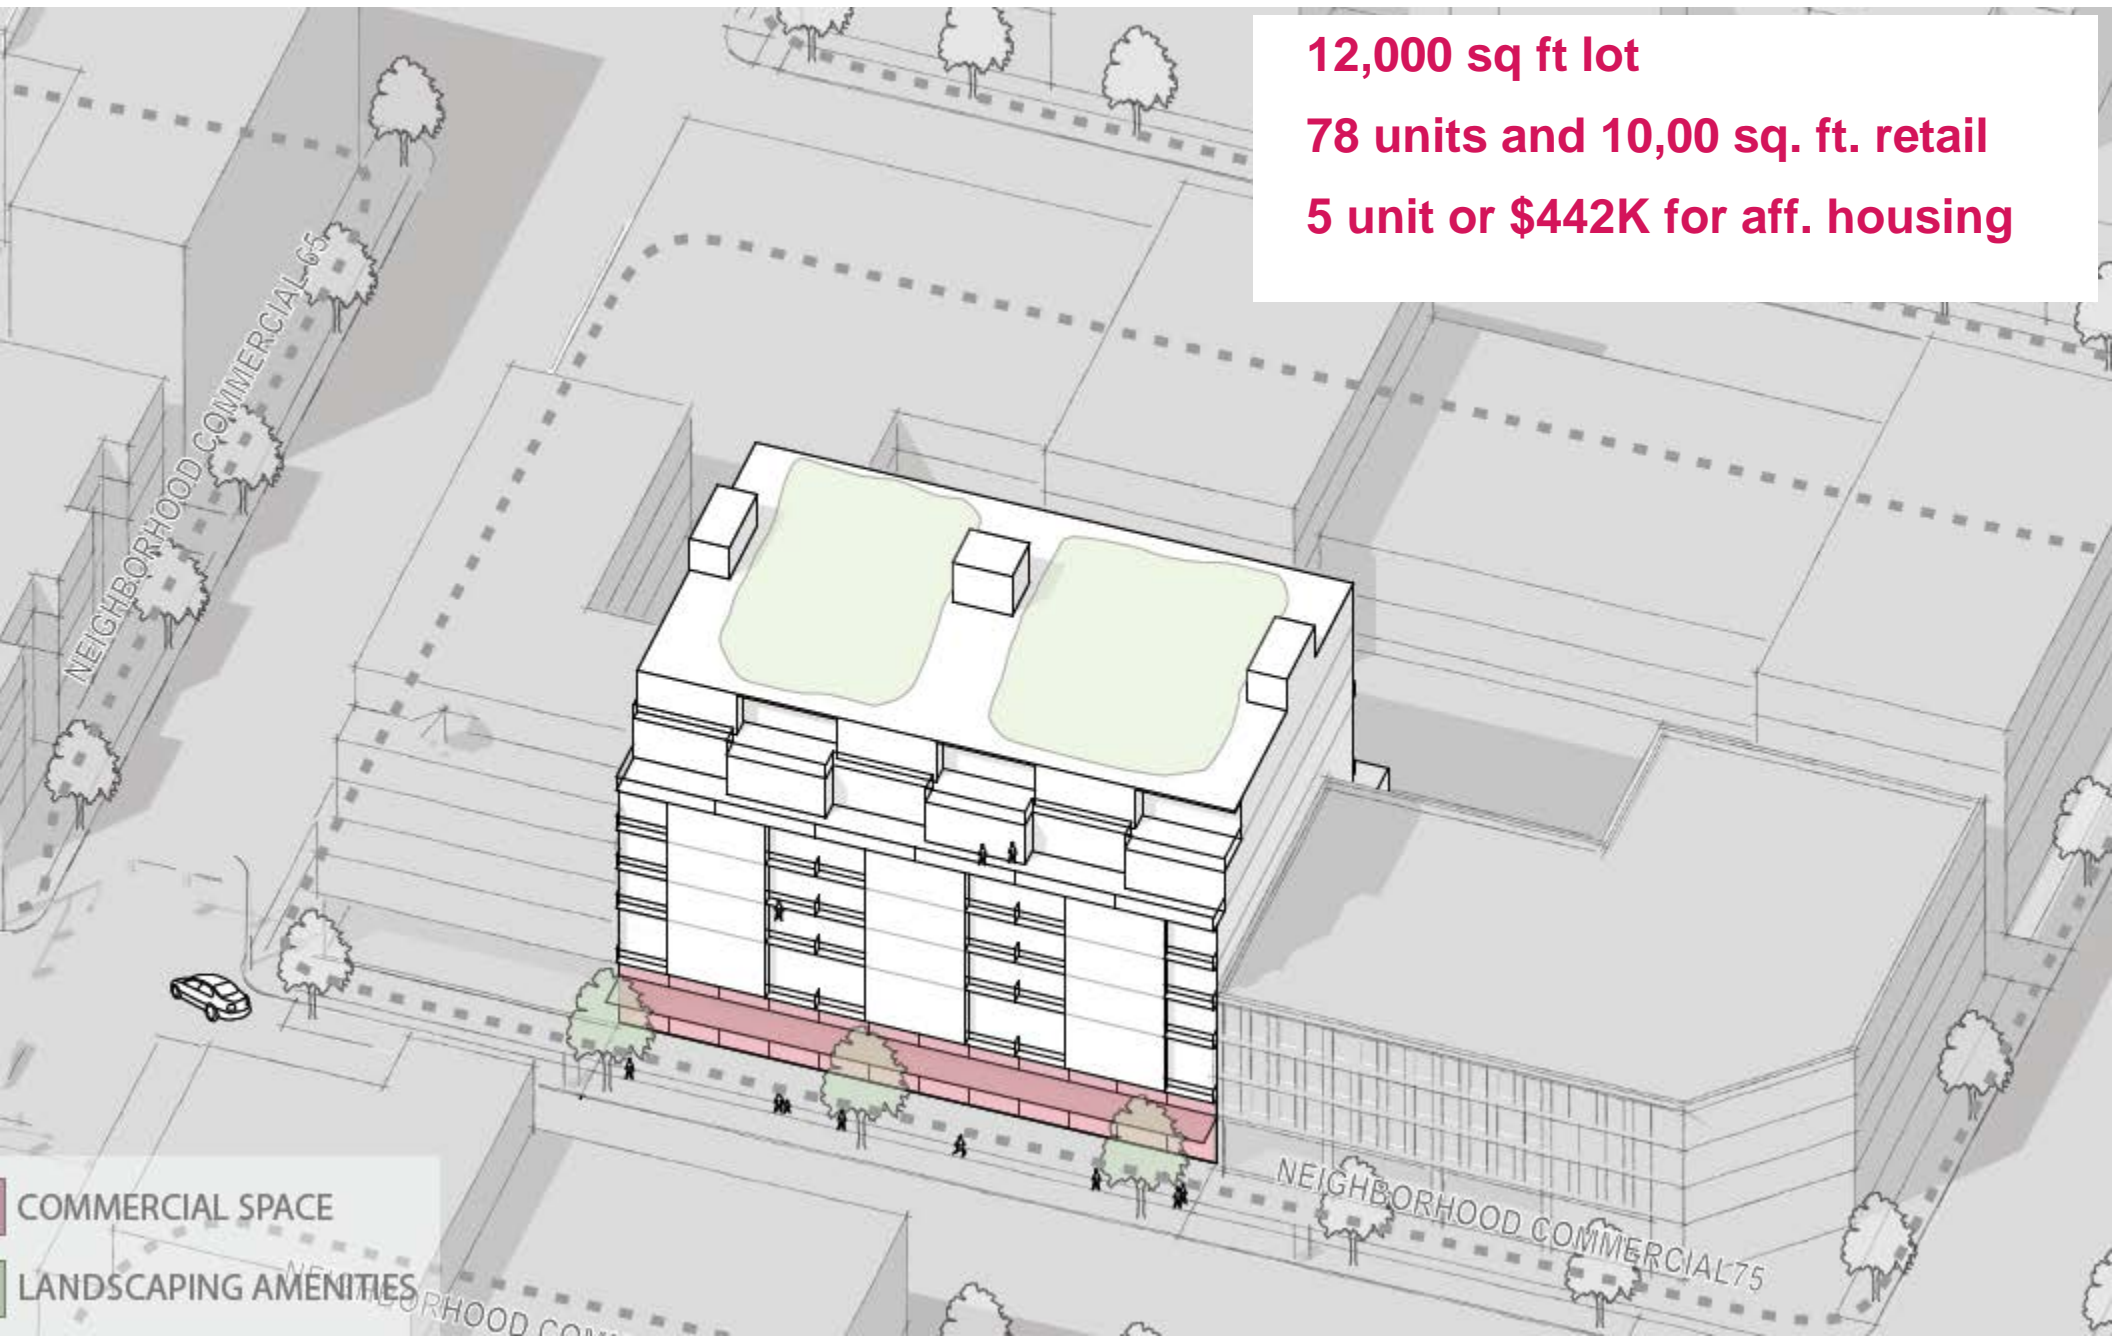 12,000 sq ft lot
78 units and 10,00 sq. ft. retail
5 unit or $442K for aff. housing
NEIGHBORHOOD COMMERCIAL 65
NEIGHBORHOOD COMMERCIAL 75
COMMERCIAL SPACE
LANDSCAPING AMENITIES